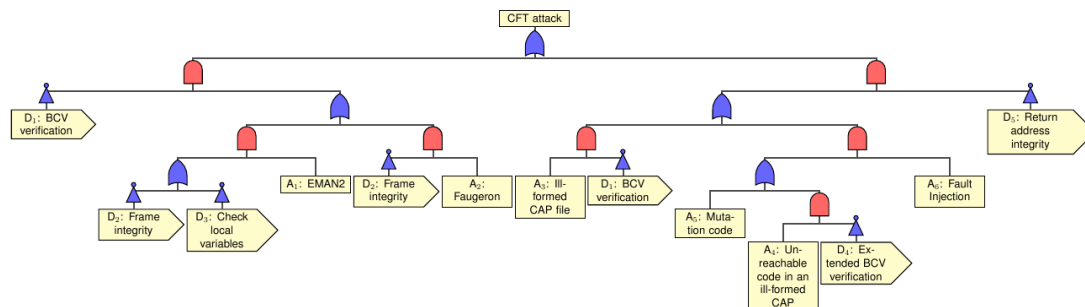 CFT attack
D₁: BCV
verification
D₅: Return
address
integrity
A₁: EMAN2
D₂: Frame
integrity
A₂:
Faugeron
A₃: Ill-
formed
CAP file
D₁: BCV
verification
A₆: Fault
Injection
D₂: Frame
integrity
D₃: Check
local
variables
A₅: Muta-
tion code
A₄: Un-
reachable
code in an
ill-formed
CAP
D₄: Ex-
tended BCV
verification